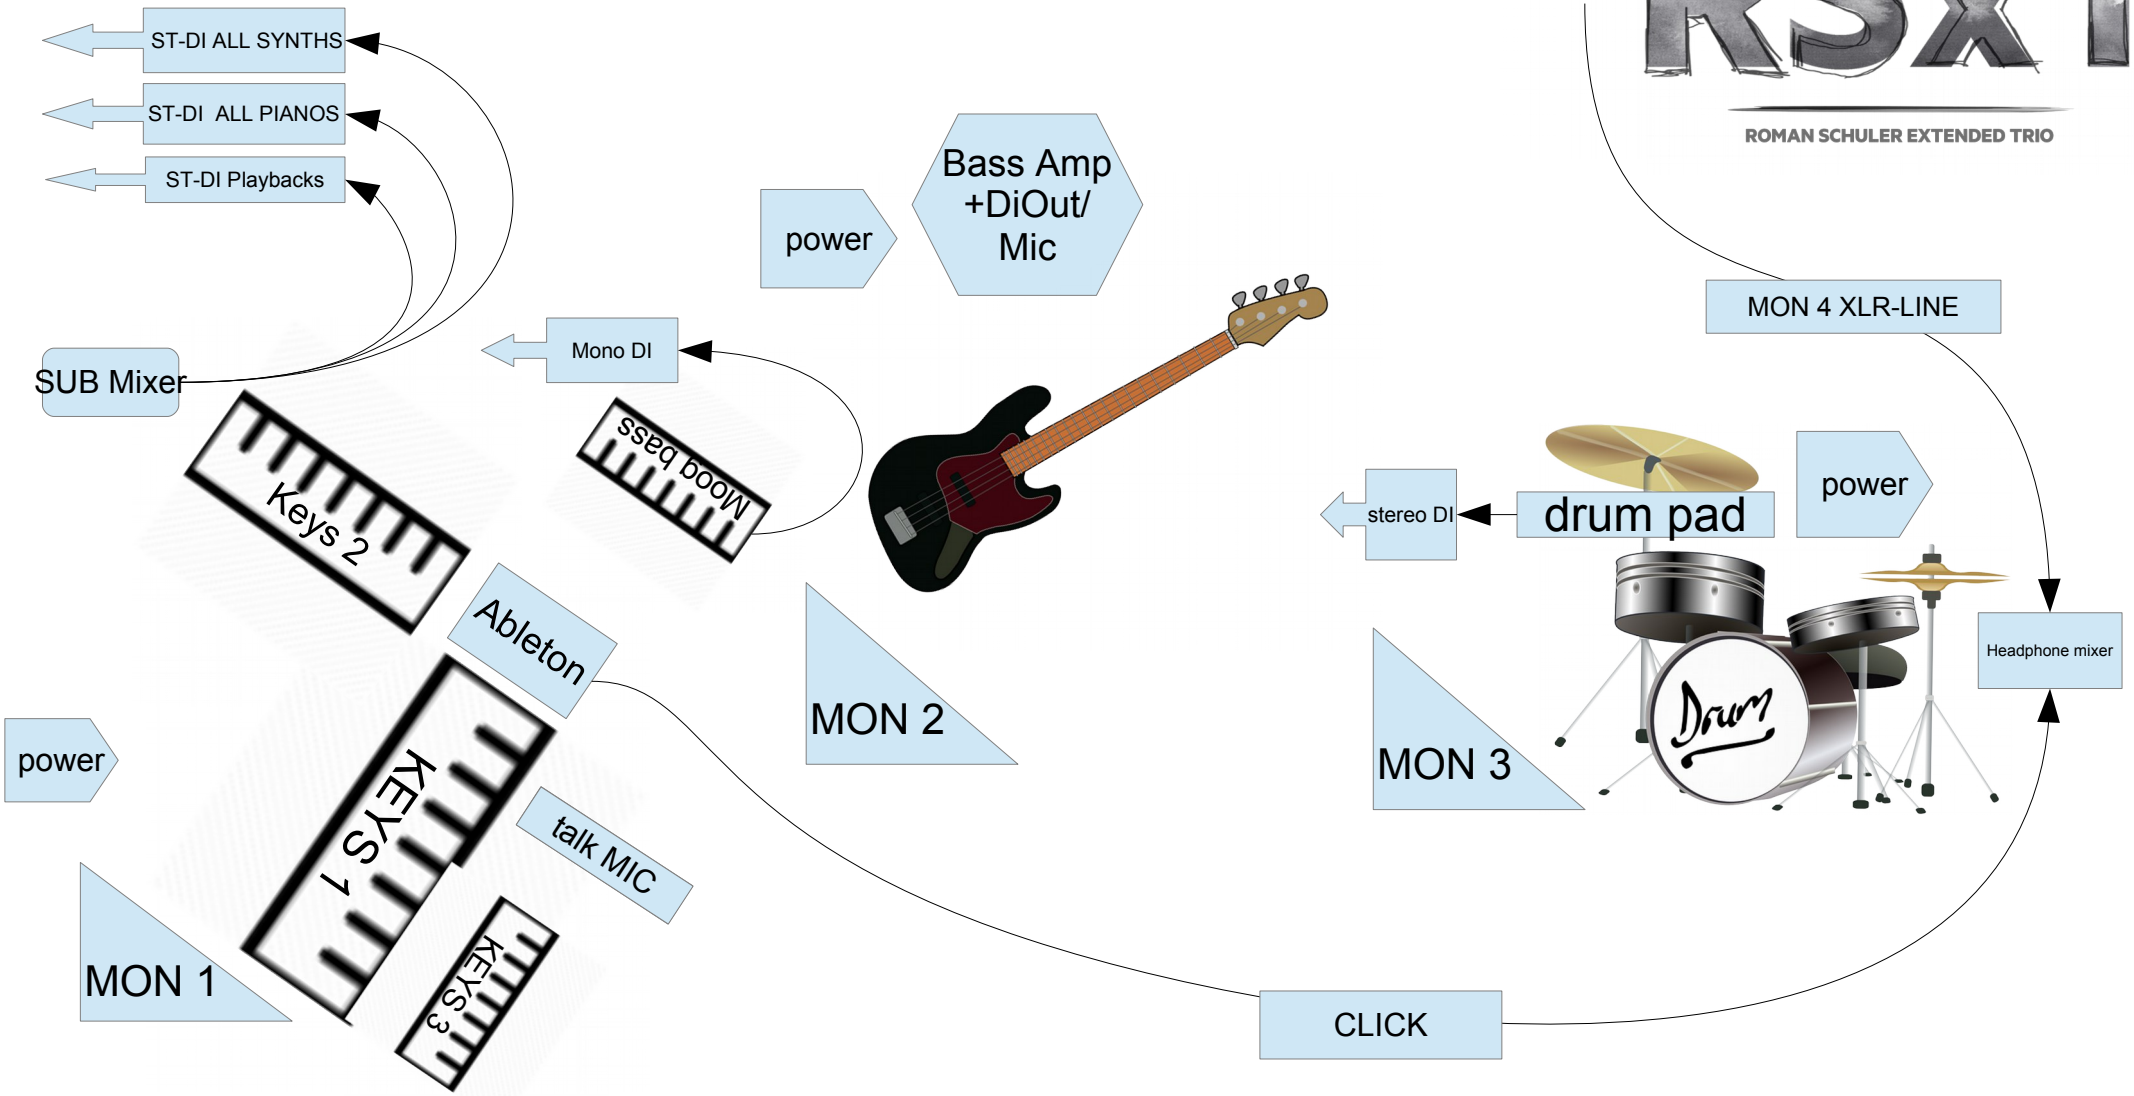 ST-DI ALL SYNTHS
ST-DI  ALL PIANOS
ST-DI Playbacks
RSxT
ROMAN SCHULER EXTENDED TRIO
Bass Amp
+DiOut/
Mic
power
MON 4 XLR-LINE
SUB Mixer
Mono DI
Moog bass
Keys 2
stereo DI
drum pad
power
Ableton
Headphone mixer
MON 2
MON 3
Drum
power
KEYS 1
talk MIC
MON 1
KEYS 3
CLICK